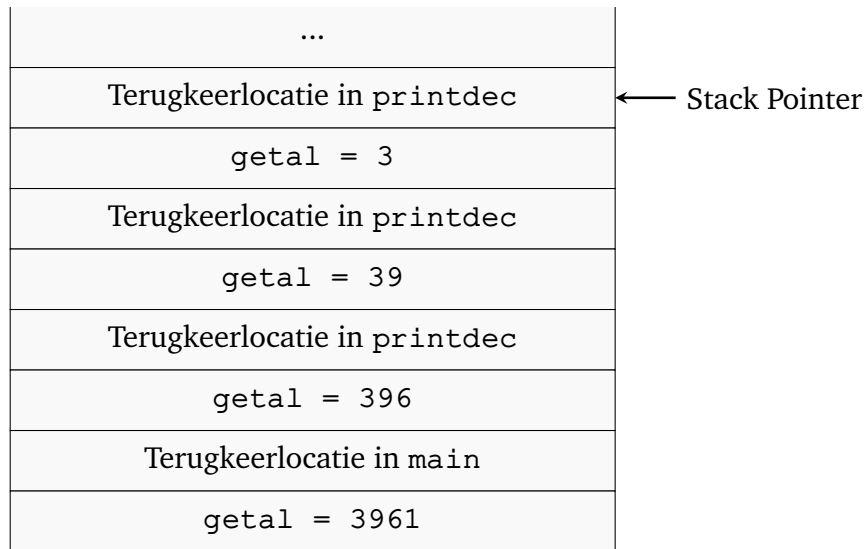 ...
Terugkeerlocatie in printdec
Stack Pointer
getal = 3
Terugkeerlocatie in printdec
getal = 39
Terugkeerlocatie in printdec
getal = 396
Terugkeerlocatie in main
getal = 3961